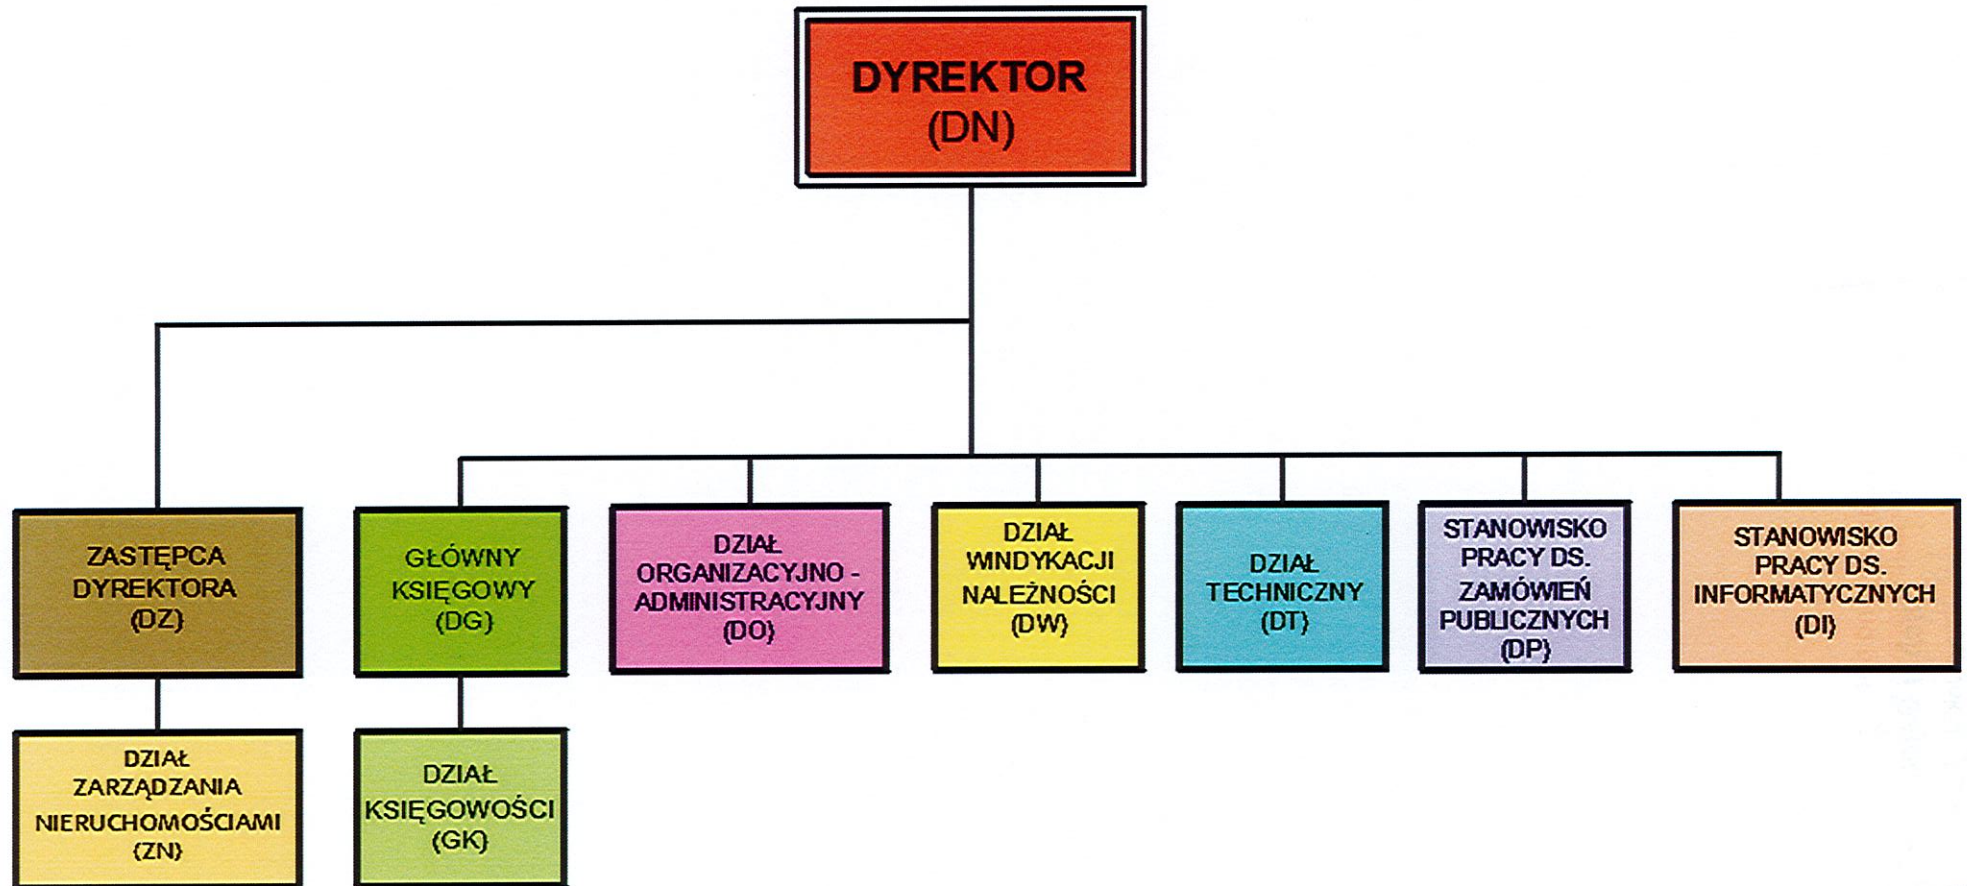 DYREKTOR
(DN)
ZASTĘPCA
DYREKTORA
(DZ)
GŁÓWNY
KSIĘGOWY
(DG)
DZIAŁ
ORGANIZACYJNO -
ADMINISTRACYJNY
(DO)
DZIAŁ
WINDYKACJI
NALEŻNOŚCI
(DW)
DZIAŁ
TECHNICZNY
(DT)
STANOWISKO
PRACY DS.
ZAMÓWIEŃ
PUBLICZNYCH
(DP)
STANOWISKO
PRACY DS.
INFORMATYCZNYCH
(DI)
DZIAŁ
ZARZĄDZANIA
NIERUCHOMOŚCIAMI
(ZN)
DZIAŁ
KSIĘGOWOŚCI
(GK)